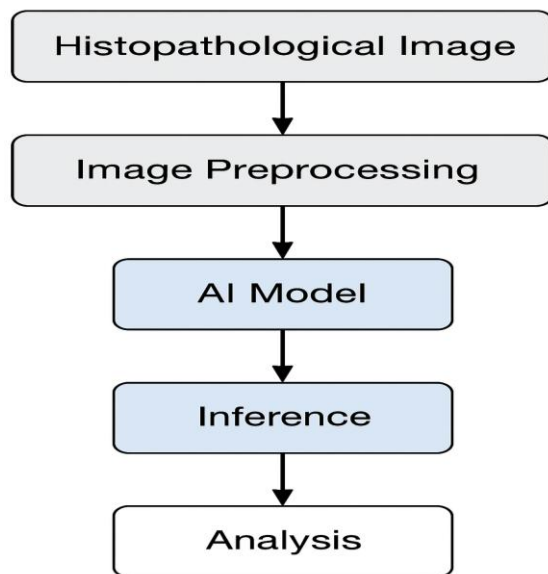 Histopathological Image
Image Preprocessing
AI Model
Inference
Analysis